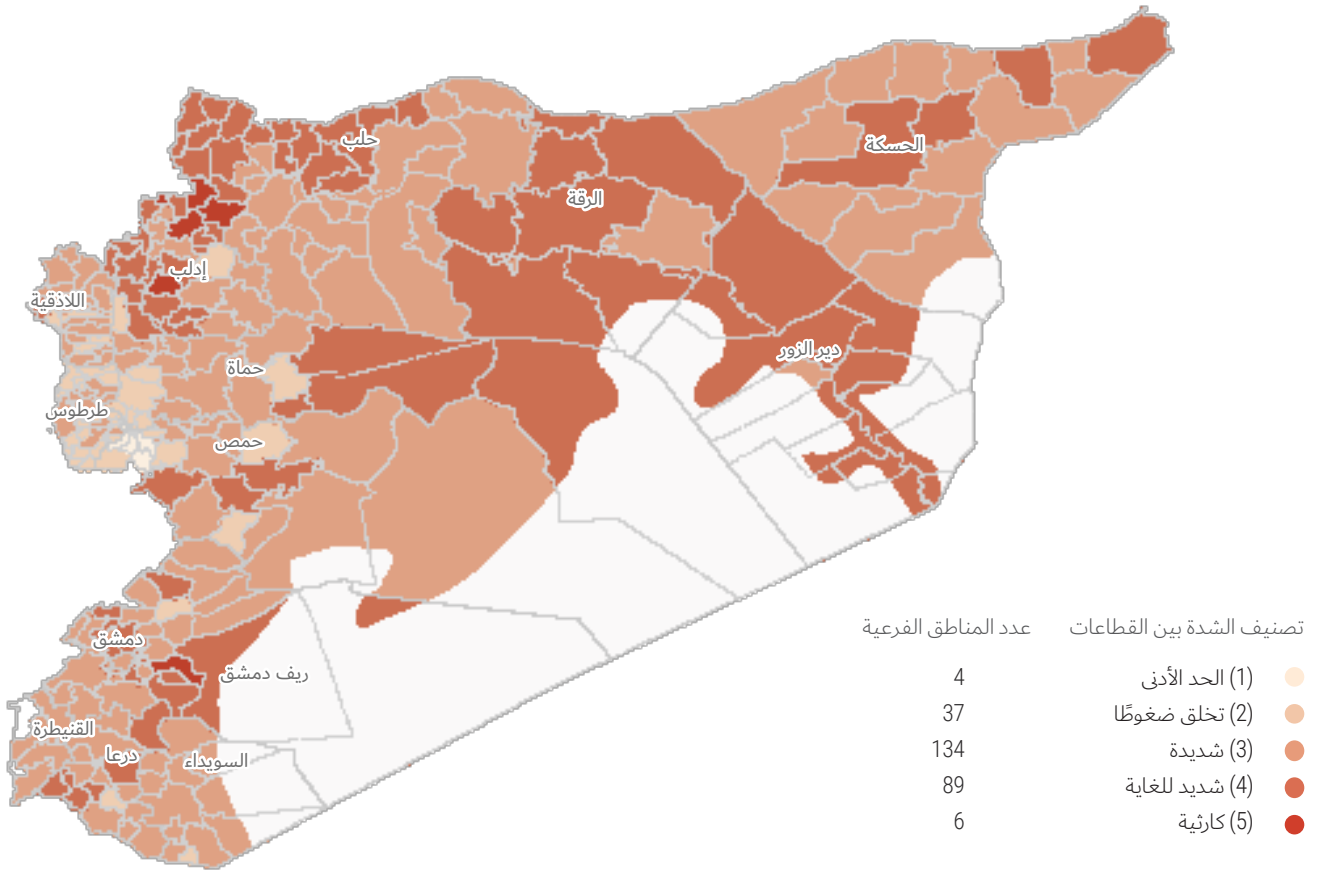 حلب
الحسكة
الرقة
إدلب
اللاذقية
دير الزور
حماة
طرطوس
حمص
دمشق
ريف دمشق
القنيطرة
درعا
السويداء
تصنيف الشدة بين القطاعات عدد المناطق الفرعية
(1) الحد الأدنى 4
(2) تخلق ضغوطًا 37
(3) شديدة 134
(4) شديد للغاية 89
(5) كارثية 6